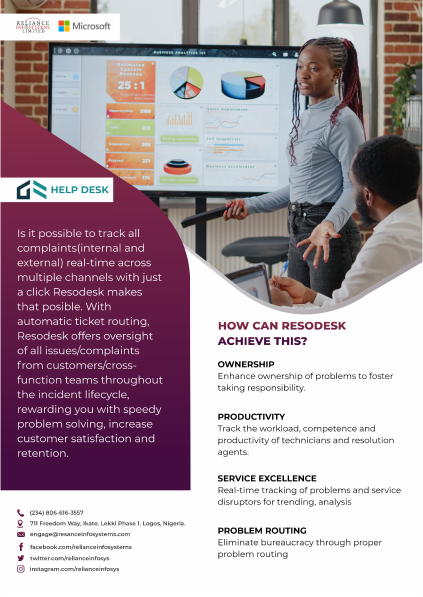 RELIANCE
INFOSYSTEMS
LIMITED
Microsoft
BUSINESS ANALYTICS
25:1
HELP DESK
Is it possible to track all
complaints(internal and
external) real-time across
multiple channels with just
a click Resodesk makes
that posible. With
automatic ticket routing,
Resodesk offers oversight
of all issues/complaints
from customers/cross-
function teams throughout
the incident lifecycle,
rewarding you with speedy
problem solving, increase
customer satisfaction and
retention.
HOW CAN RESODESK
ACHIEVE THIS?
OWNERSHIP
Enhance ownership of problems to foster
taking responsibility.
PRODUCTIVITY
Track the workload, competence and
productivity of technicians and resolution
agents.
SERVICE EXCELLENCE
Real-time tracking of problems and service
disruptors for trending, analysis
PROBLEM ROUTING
Eliminate bureaucracy through proper
problem routing
(234) 806-616-3557
711 Freedom Way, Ikate. Lekki Phase 1. Logos, Nigeria.
engage@resanceinfosystems.com
facebook.com/relianceinfosystems
twitter.com/relianceinfosys
instagram.com/relianceinfosys